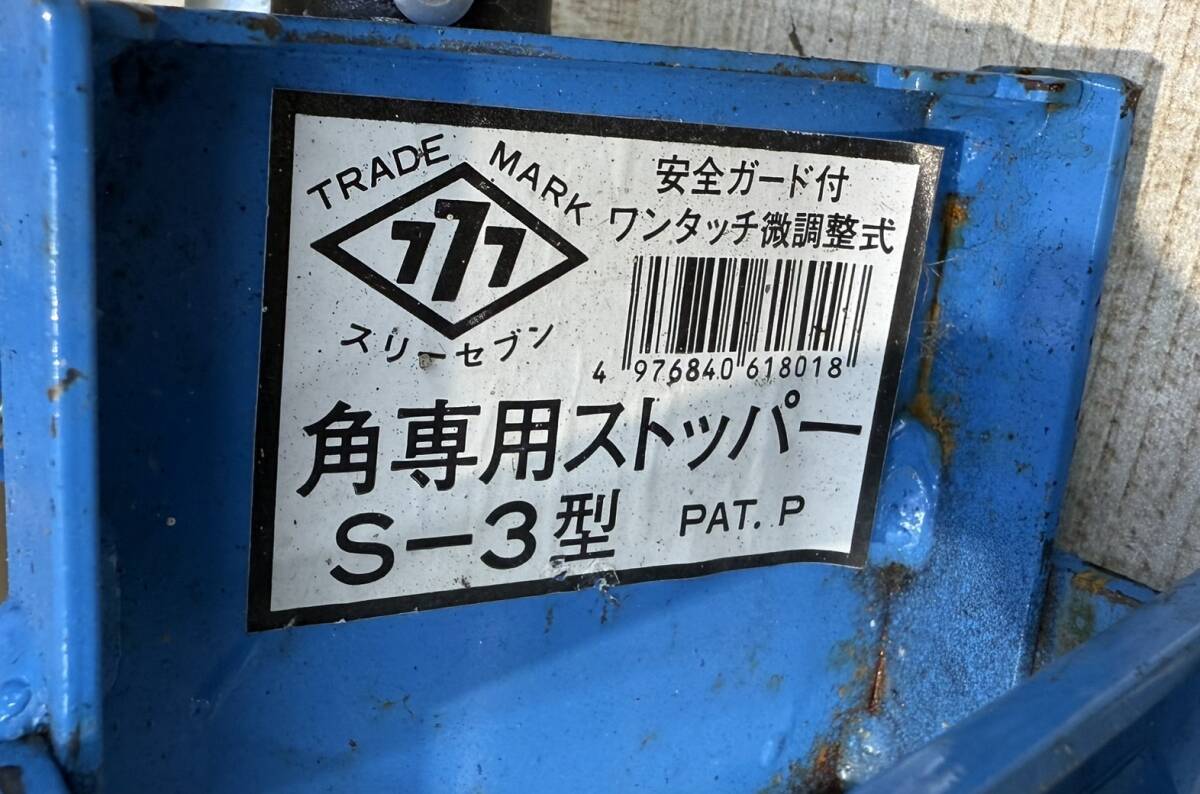 TRADE MARK
777
スリーセブン
安全ガード付
ワンタッチ微調整式
4 976840 618018
角専用ストッパー
S-3型 PAT. P